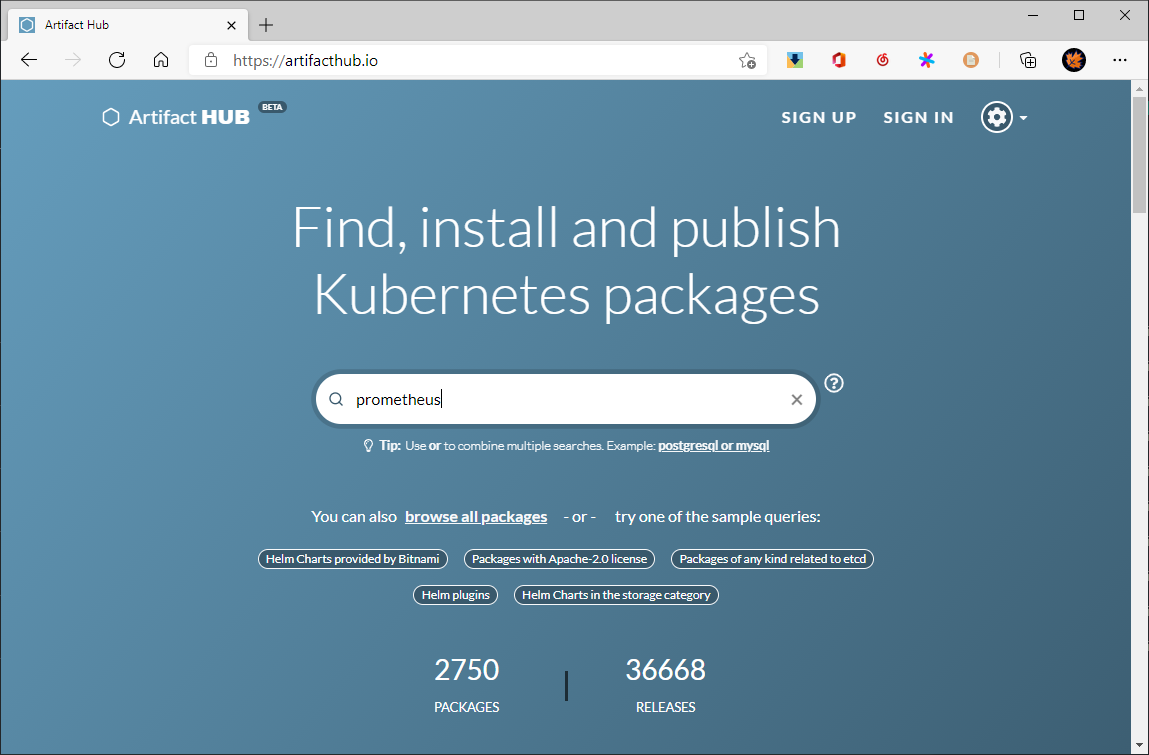 Artifact Hub
https://artifacthub.io
Artifact HUB BETA
SIGN UP SIGN IN
Find, install and publish
Kubernetes packages
prometheus
Tip: Use or to combine multiple searches. Example: postgresql or mysql
You can also browse all packages - or - try one of the sample queries:
Helm Charts provided by Bitnami Packages with Apache-2.0 license Packages of any kind related to etcd
Helm plugins Helm Charts in the storage category
2750 36668
PACKAGES RELEASES